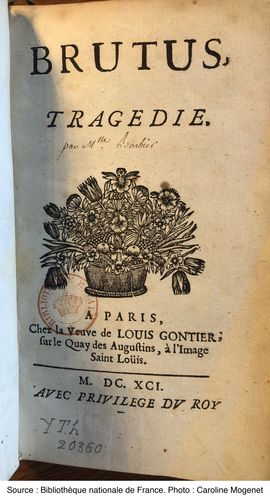 BRUTUS,
TRAGEDIE.
par Mlle Barbier
A PARIS,
Chez la Veuve de LOUIS GONTIER,
sur le Quay des Augustins, à l'Image
Saint Loüis.
M. DC. XCI.
AVEC PRIVILEGE DV ROY
YTh
20360
Source : Bibliothèque nationale de France. Photo : Caroline Mogenet